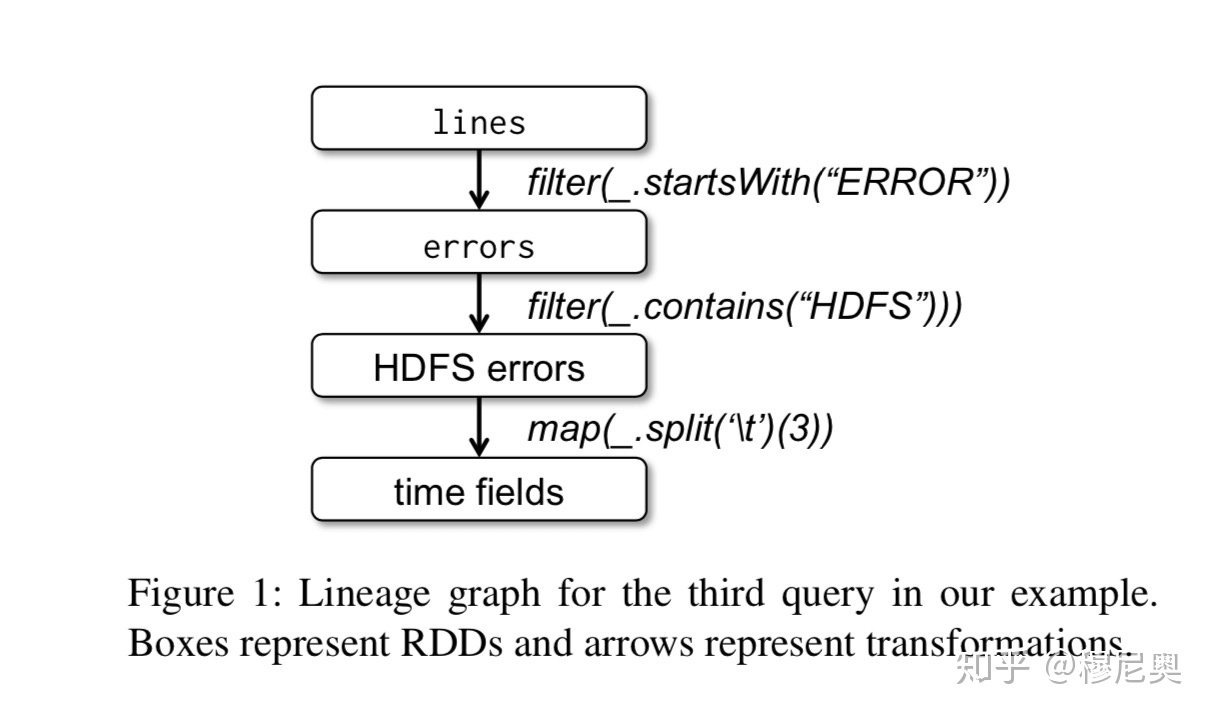 lines
filter(_.startsWith(“ERROR”))
errors
filter(_.contains(“HDFS”)))
HDFS errors
map(_.split(‘\t’)(3))
time fields
Figure 1: Lineage graph for the third query in our example.
Boxes represent RDDs and arrows represent transformations.
知乎 @穆尼奥